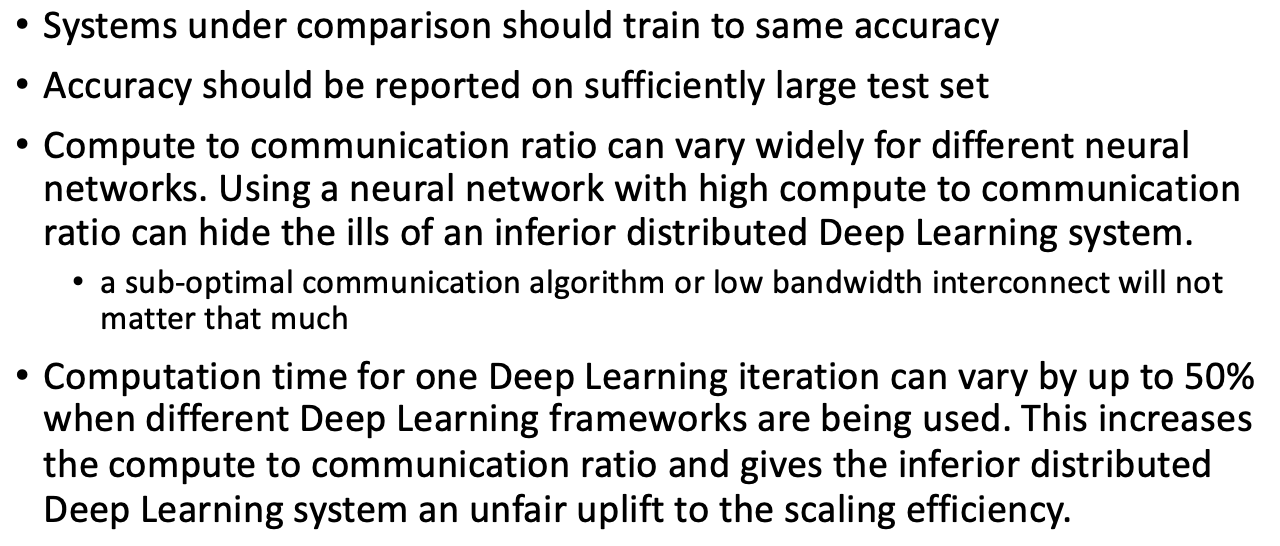 • Systems under comparison should train to same accuracy
• Accuracy should be reported on sufficiently large test set
• Compute to communication ratio can vary widely for different neural
networks. Using a neural network with high compute to communication
ratio can hide the ills of an inferior distributed Deep Learning system.
• a sub-optimal communication algorithm or low bandwidth interconnect will not
matter that much
• Computation time for one Deep Learning iteration can vary by up to 50%
when different Deep Learning frameworks are being used. This increases
the compute to communication ratio and gives the inferior distributed
Deep Learning system an unfair uplift to the scaling efficiency.